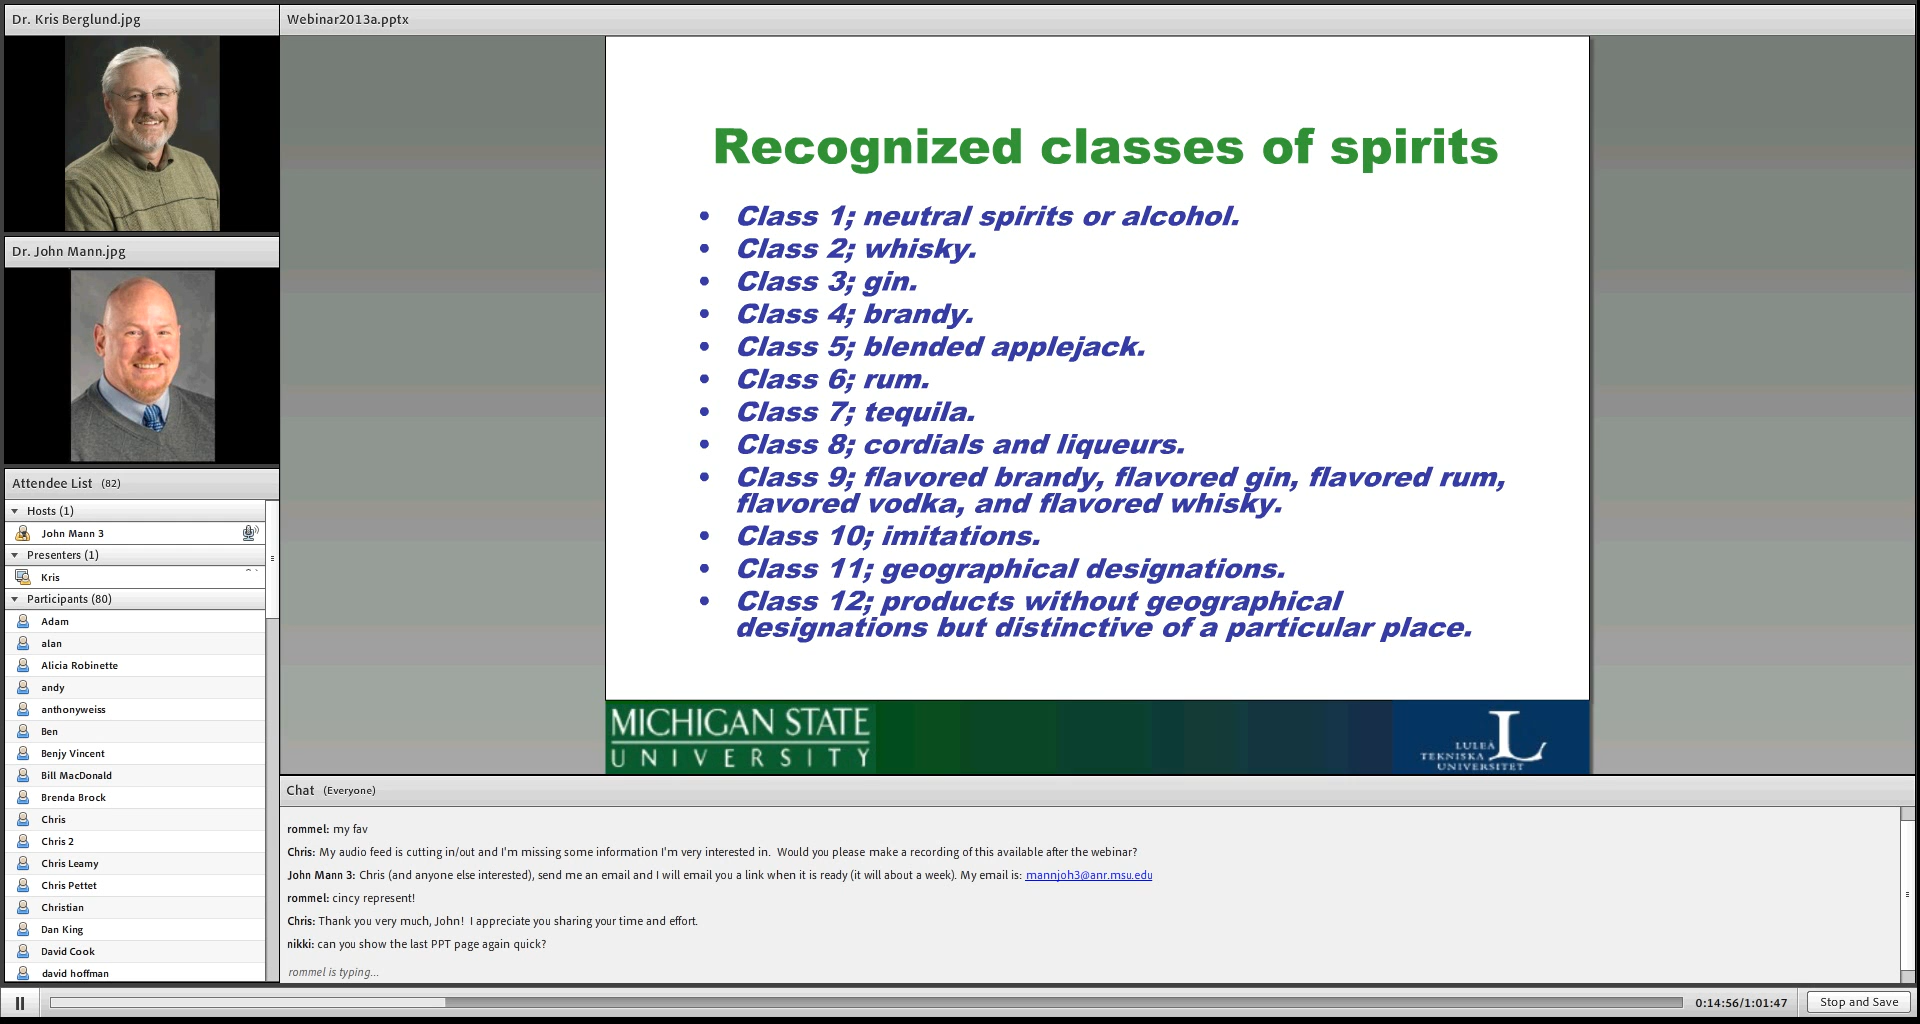 Dr. Kris Berglund.jpg
Webinar2013a.pptx
Recognized classes of spirits
• Class 1; neutral spirits or alcohol.
• Class 2; whisky.
• Class 3; gin.
• Class 4; brandy.
• Class 5; blended applejack.
• Class 6; rum.
• Class 7; tequila.
• Class 8; cordials and liqueurs.
• Class 9; flavored brandy, flavored gin, flavored rum,
flavored vodka, and flavored whisky.
• Class 10; imitations.
• Class 11; geographical designations.
• Class 12; products without geographical
designations but distinctive of a particular place.
MICHIGAN STATE
UNIVERSITY
L
LULEÅ
TEKNISKA
UNIVERSITET
Dr. John Mann.jpg
Attendee List (82)
Hosts (1)
John Mann 3
Presenters (1)
Kris
Participants (80)
Adam
alan
Alicia Robinette
andy
anthonyweiss
Ben
Benjy Vincent
Bill MacDonald
Brenda Brock
Chris
Chris 2
Chris Leamy
Chris Pettet
Christian
Dan King
David Cook
david hoffman
Chat (Everyone)
rommel: my fav
Chris: My audio feed is cutting in/out and I'm missing some information I'm very interested in. Would you please make a recording of this available after the webinar?
John Mann 3: Chris (and anyone else interested), send me an email and I will email you a link when it is ready (it will about a week). My email is: mannjoh3@anr.msu.edu
rommel: cincy represent!
Chris: Thank you very much, John! I appreciate you sharing your time and effort.
nikki: can you show the last PPT page again quick?
rommel is typing...
0:14:56/1:01:47
Stop and Save